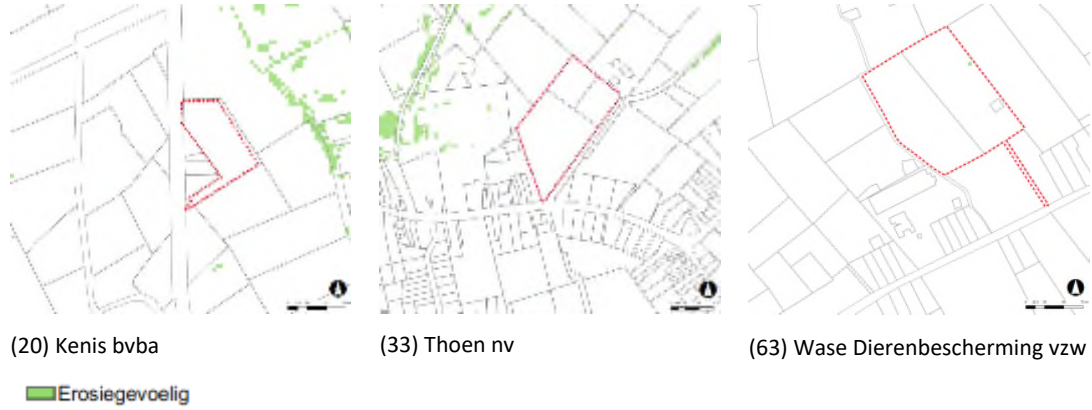 (20) Kenis bvba
(33) Thoen nv
(63) Wase Dierenbescherming vzw
Erosiegevoelig